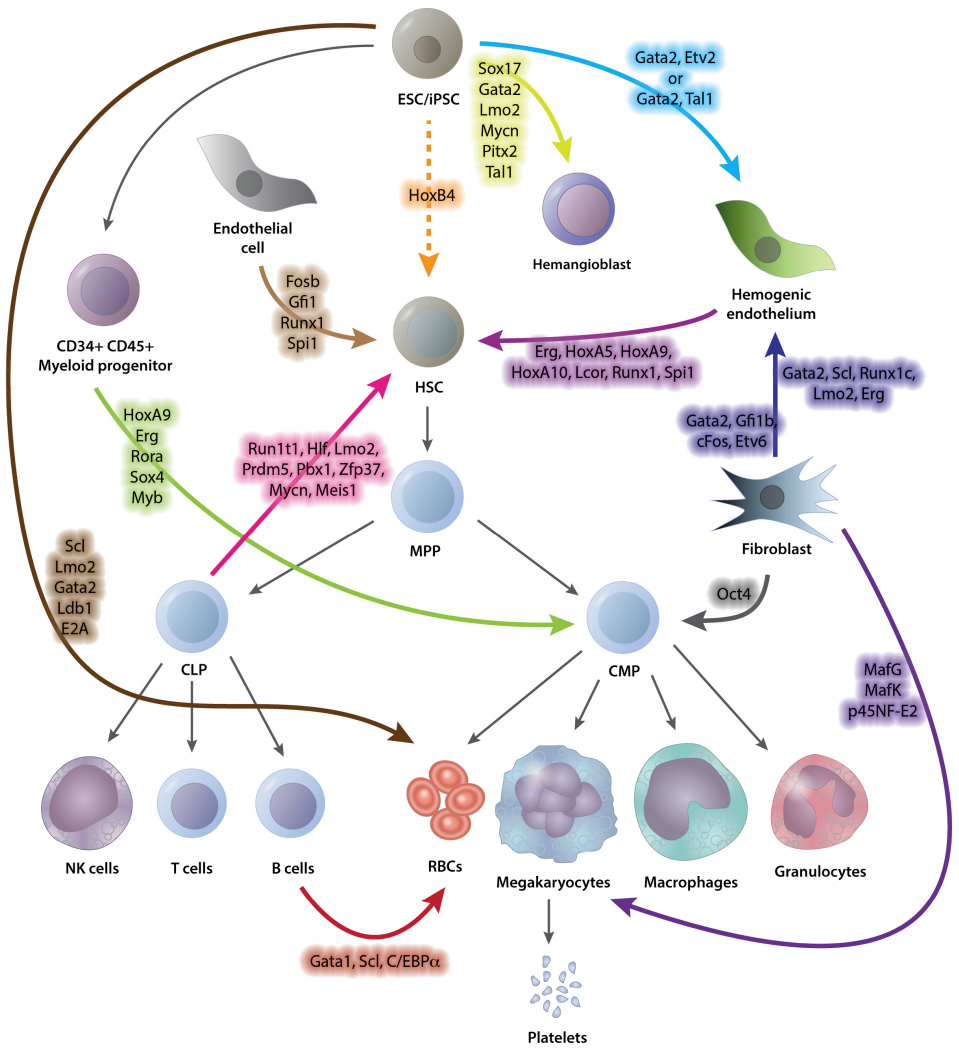 ESC/iPSC
Sox17
Gata2
Lmo2
Mycn
Pitx2
Tal1
Gata2, Etv2
or
Gata2, Tal1
HoxB4
Endothelial
cell
Hemangioblast
Hemogenic
endothelium
Fosb
Gfi1
Runx1
Spi1
CD34+ CD45+
Myeloid progenitor
HSC
Erg, HoxA5, HoxA9,
HoxA10, Lcor, Runx1, Spi1
Gata2, Scl, Runx1c,
Lmo2, Erg
Gata2, Gfi1b,
cFos, Etv6
HoxA9
Erg
Rora
Sox4
Myb
Run1t1, Hlf, Lmo2,
Prdm5, Pbx1, Zfp37,
Mycn, Meis1
MPP
Fibroblast
Scl
Lmo2
Gata2
Ldb1
E2A
Oct4
CLP
CMP
MafG
MafK
p45NF-E2
NK cells
T cells
B cells
RBCs
Megakaryocytes
Macrophages
Granulocytes
Gata1, Scl, C/EBPα
Platelets